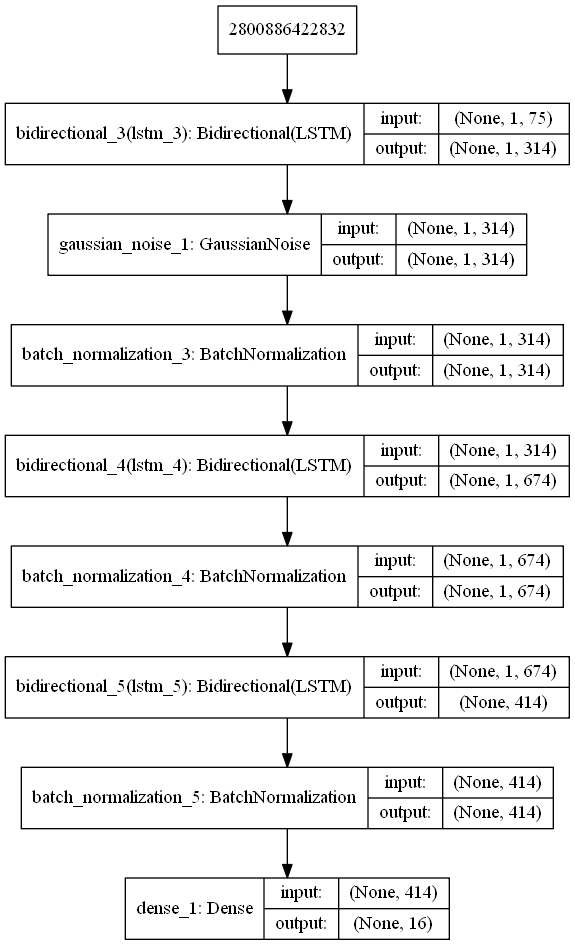 2800886422832
bidirectional_3(lstm_3): Bidirectional(LSTM)
input:
(None, 1, 75)
output:
(None, 1, 314)
gaussian_noise_1: GaussianNoise
input:
(None, 1, 314)
output:
(None, 1, 314)
batch_normalization_3: BatchNormalization
input:
(None, 1, 314)
output:
(None, 1, 314)
bidirectional_4(lstm_4): Bidirectional(LSTM)
input:
(None, 1, 314)
output:
(None, 1, 674)
batch_normalization_4: BatchNormalization
input:
(None, 1, 674)
output:
(None, 1, 674)
bidirectional_5(lstm_5): Bidirectional(LSTM)
input:
(None, 1, 674)
output:
(None, 414)
batch_normalization_5: BatchNormalization
input:
(None, 414)
output:
(None, 414)
dense_1: Dense
input:
(None, 414)
output:
(None, 16)